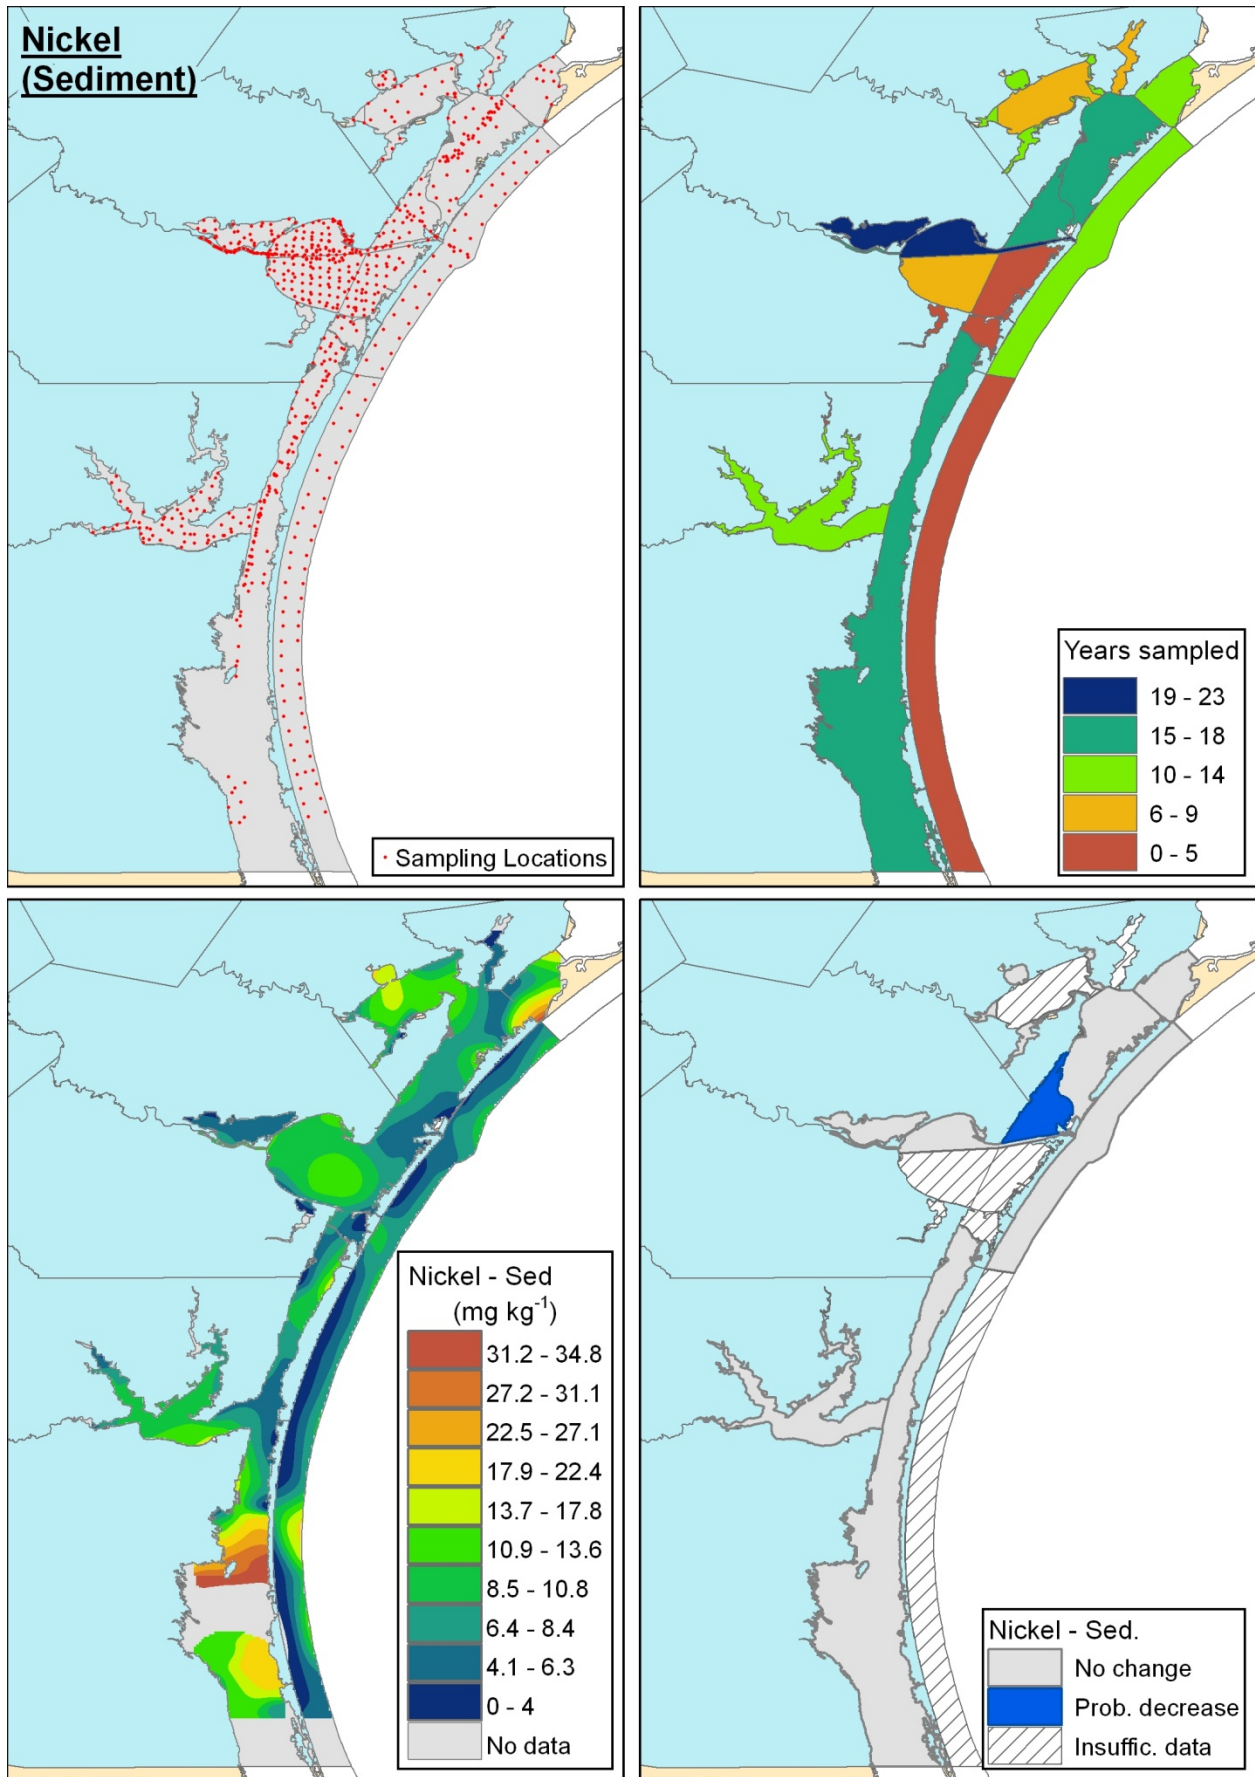 Nickel
(Sediment)
· Sampling Locations
Years sampled
19 - 23
15 - 18
10 - 14
6 - 9
0 - 5
Nickel - Sed
(mg kg⁻¹)
31.2 - 34.8
27.2 - 31.1
22.5 - 27.1
17.9 - 22.4
13.7 - 17.8
10.9 - 13.6
8.5 - 10.8
6.4 - 8.4
4.1 - 6.3
0 - 4
No data
Nickel - Sed.
No change
Prob. decrease
Insuffic. data